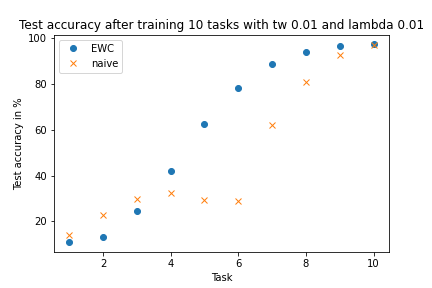 Test accuracy after training 10 tasks with tw 0.01 and lambda 0.01
100
80
60
40
20
Test accuracy in %
EWC
naive
2
4
6
8
10
Task